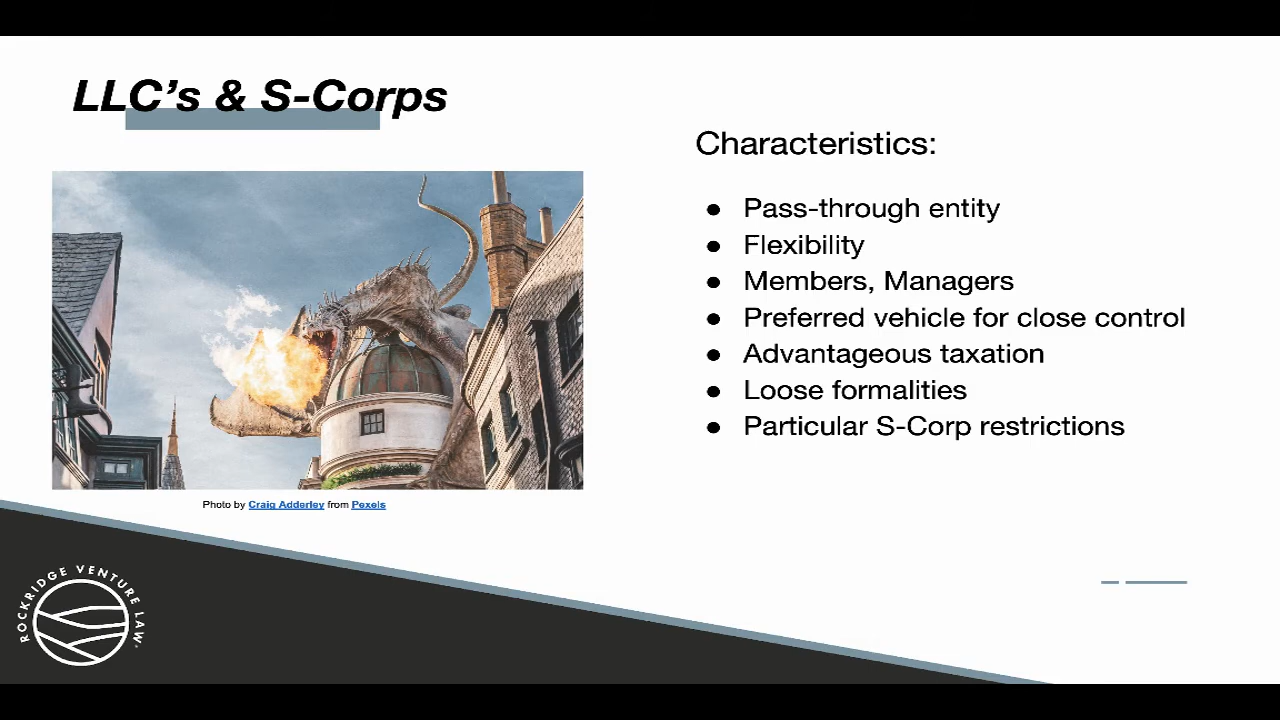 LLC's & S-Corps
Characteristics:
● Pass-through entity
● Flexibility
● Members, Managers
● Preferred vehicle for close control
● Advantageous taxation
● Loose formalities
● Particular S-Corp restrictions
Photo by Craig Adderley from Pexels
ROCKRIDGE VENTURE LAW